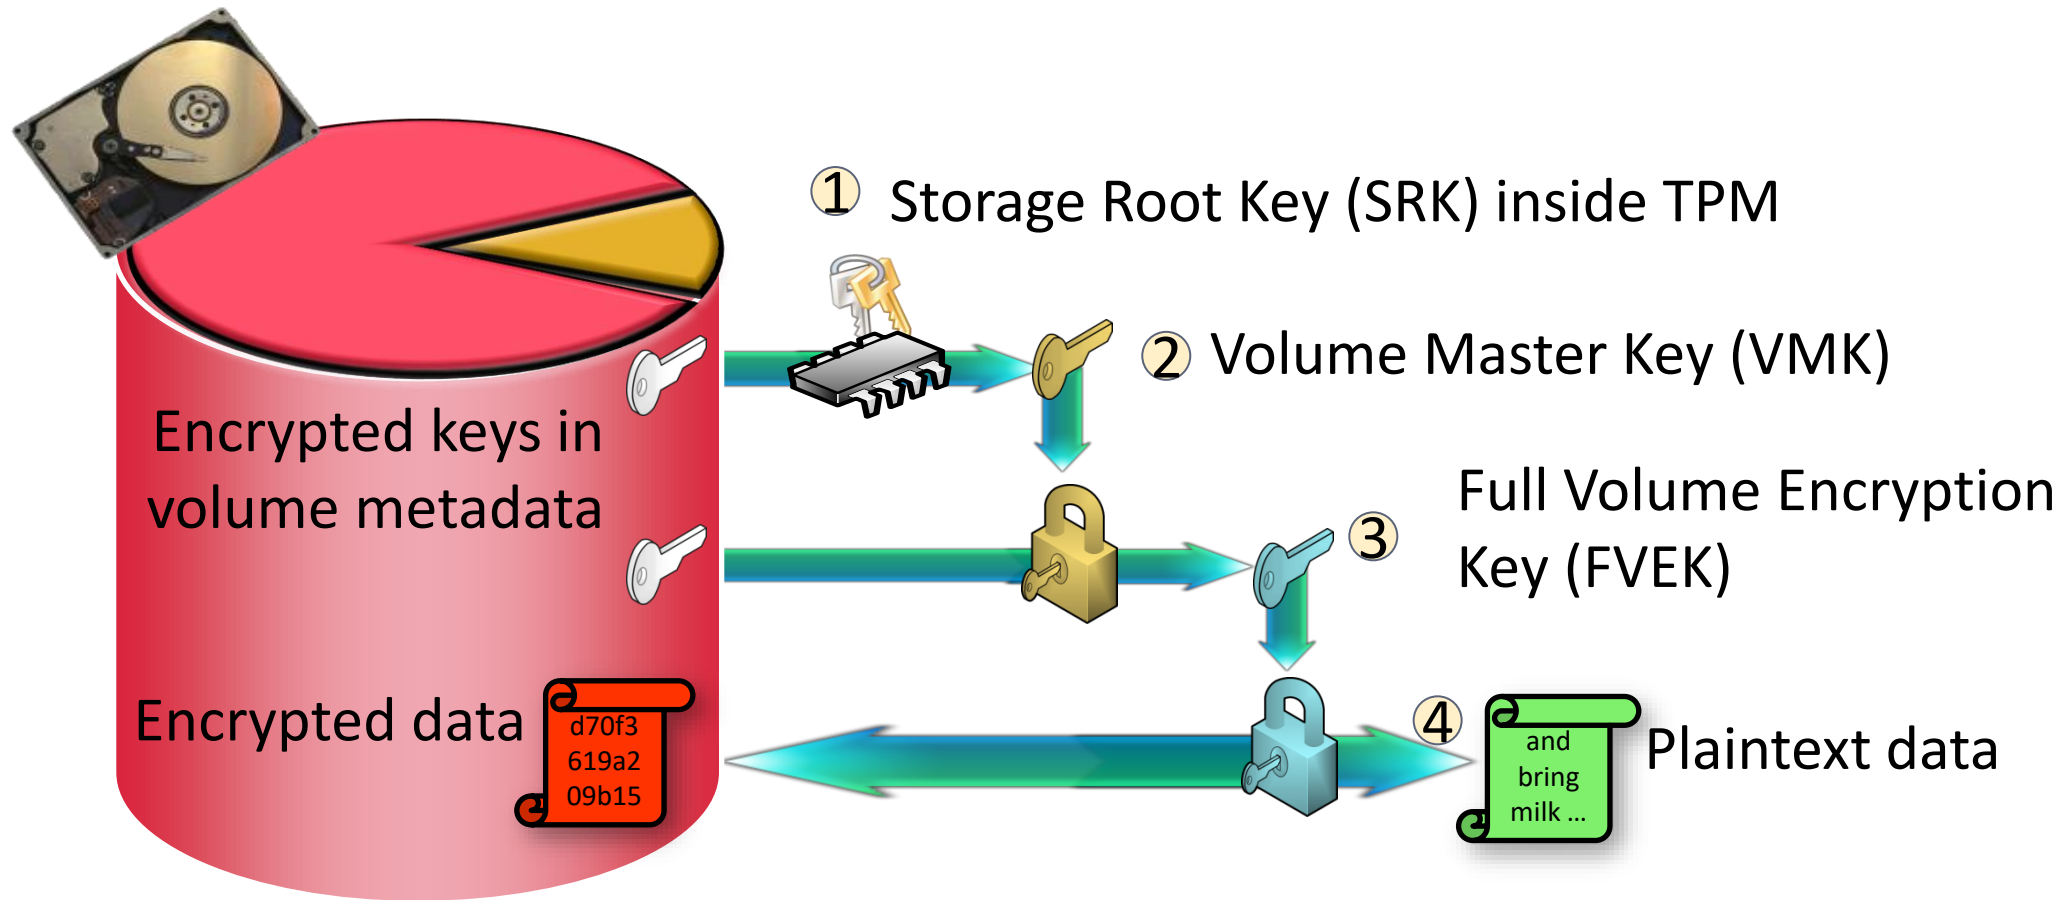 1 Storage Root Key (SRK) inside TPM
2 Volume Master Key (VMK)
Encrypted keys in
volume metadata
3 Full Volume Encryption
Key (FVEK)
Encrypted data
d70f3
619a2
09b15
4
and
bring
milk ...
Plaintext data